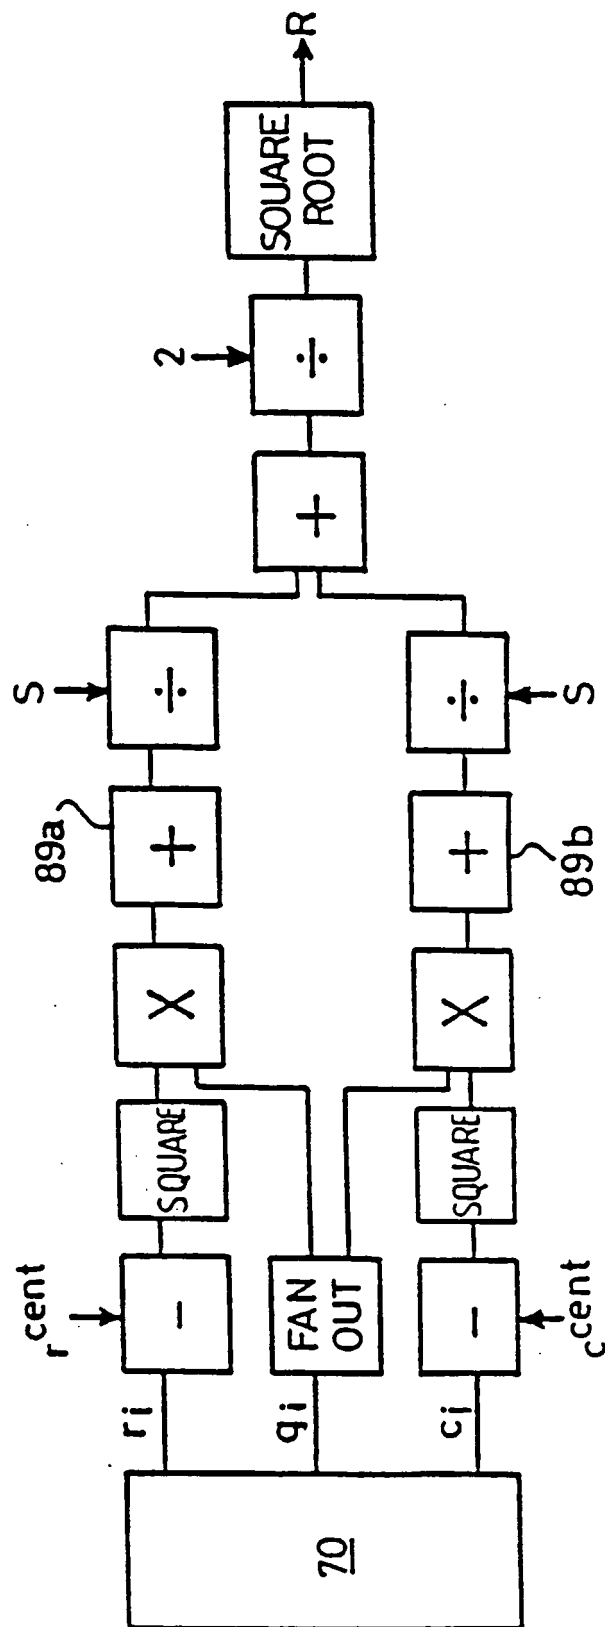 70
ri
qi
ci
r cent
c cent
−
FAN
OUT
−
SQUARE
SQUARE
X
X
89a
+
+
89b
S
÷
÷
S
+
2
÷
SQUARE
ROOT
R